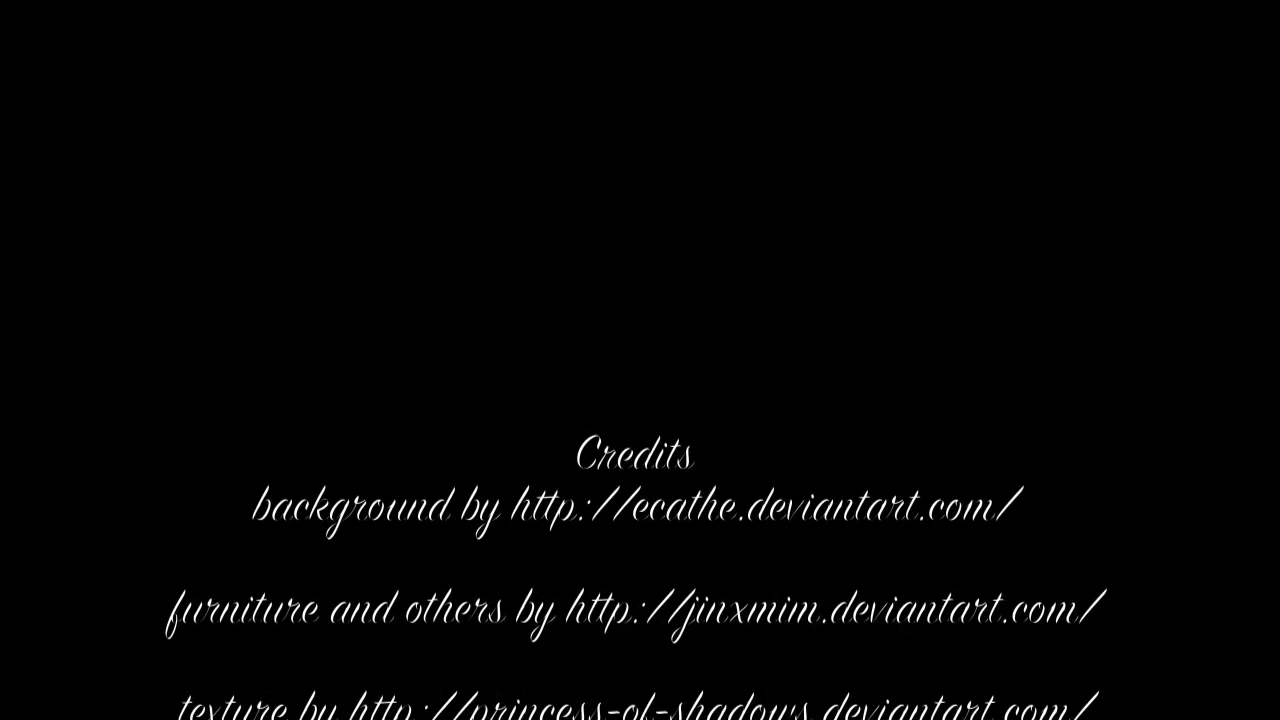 Credits
background by http://ecathe.deviantart.com/
furniture and others by http://jinxmim.deviantart.com/
texture by http://princess-of-shadows.deviantart.com/